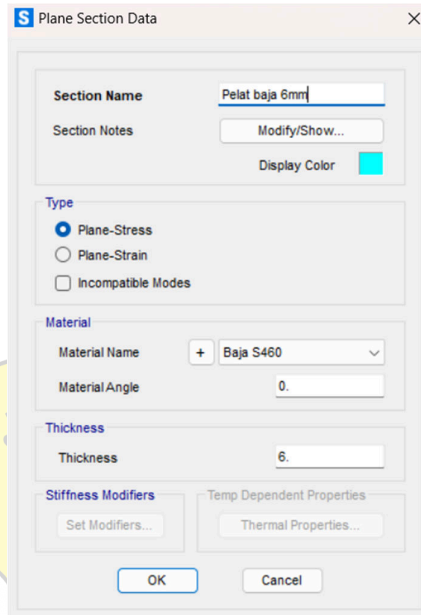 S Plane Section Data
Section Name Pelat baja 6mm
Section Notes Modify/Show...
Display Color
Type
Plane-Stress
Plane-Strain
Incompatible Modes
Material
Material Name + Baja S460
Material Angle 0.
Thickness
Thickness 6.
Stiffness Modifiers Temp Dependent Properties
Set Modifiers... Thermal Properties...
OK Cancel